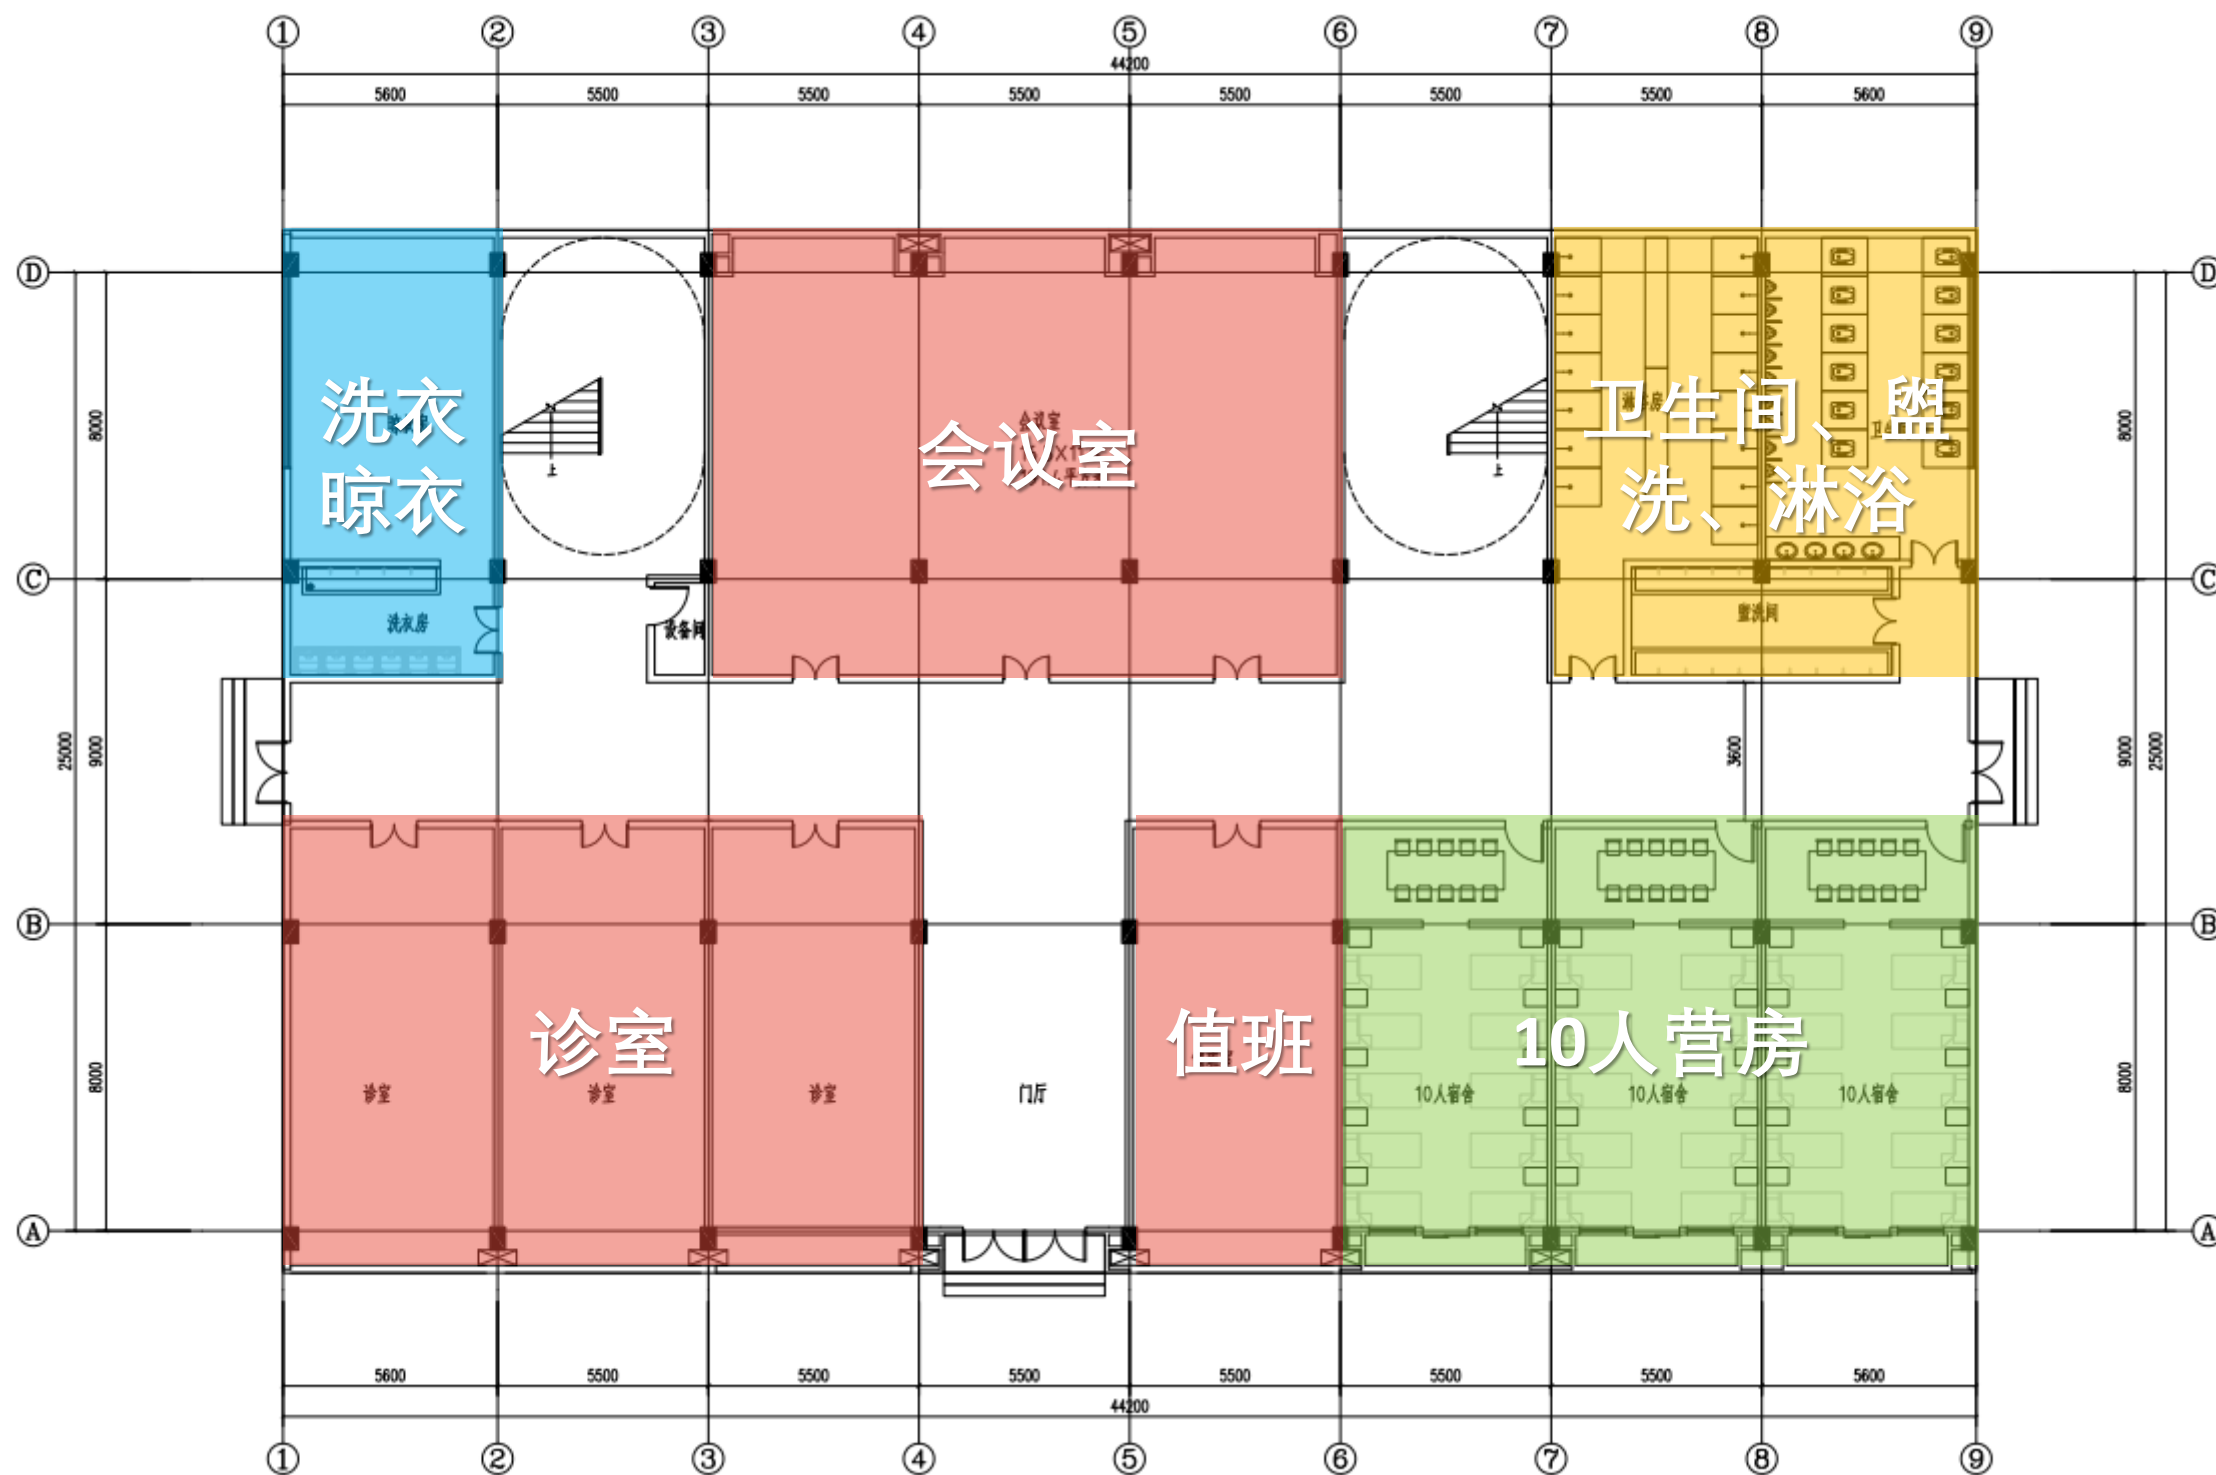 ① ② ③ ④ ⑤ ⑥ ⑦ ⑧ ⑨
44200
5600 5500 5500 5500 5500 5500 5500 5600
D D
洗衣
晾衣
会议室
会议室
卫生间、盥
洗、淋浴
8000 上 上 8000
C C
洗衣房 设备间 盥洗间
25000 9000 3600 9000 25000
B B
诊室 值班 10人营房
8000 诊室 诊室 诊室 门厅 10人宿舍 10人宿舍 10人宿舍 8000
A A
5600 5500 5500 5500 5500 5500 5500 5600
44200
① ② ③ ④ ⑤ ⑥ ⑦ ⑧ ⑨